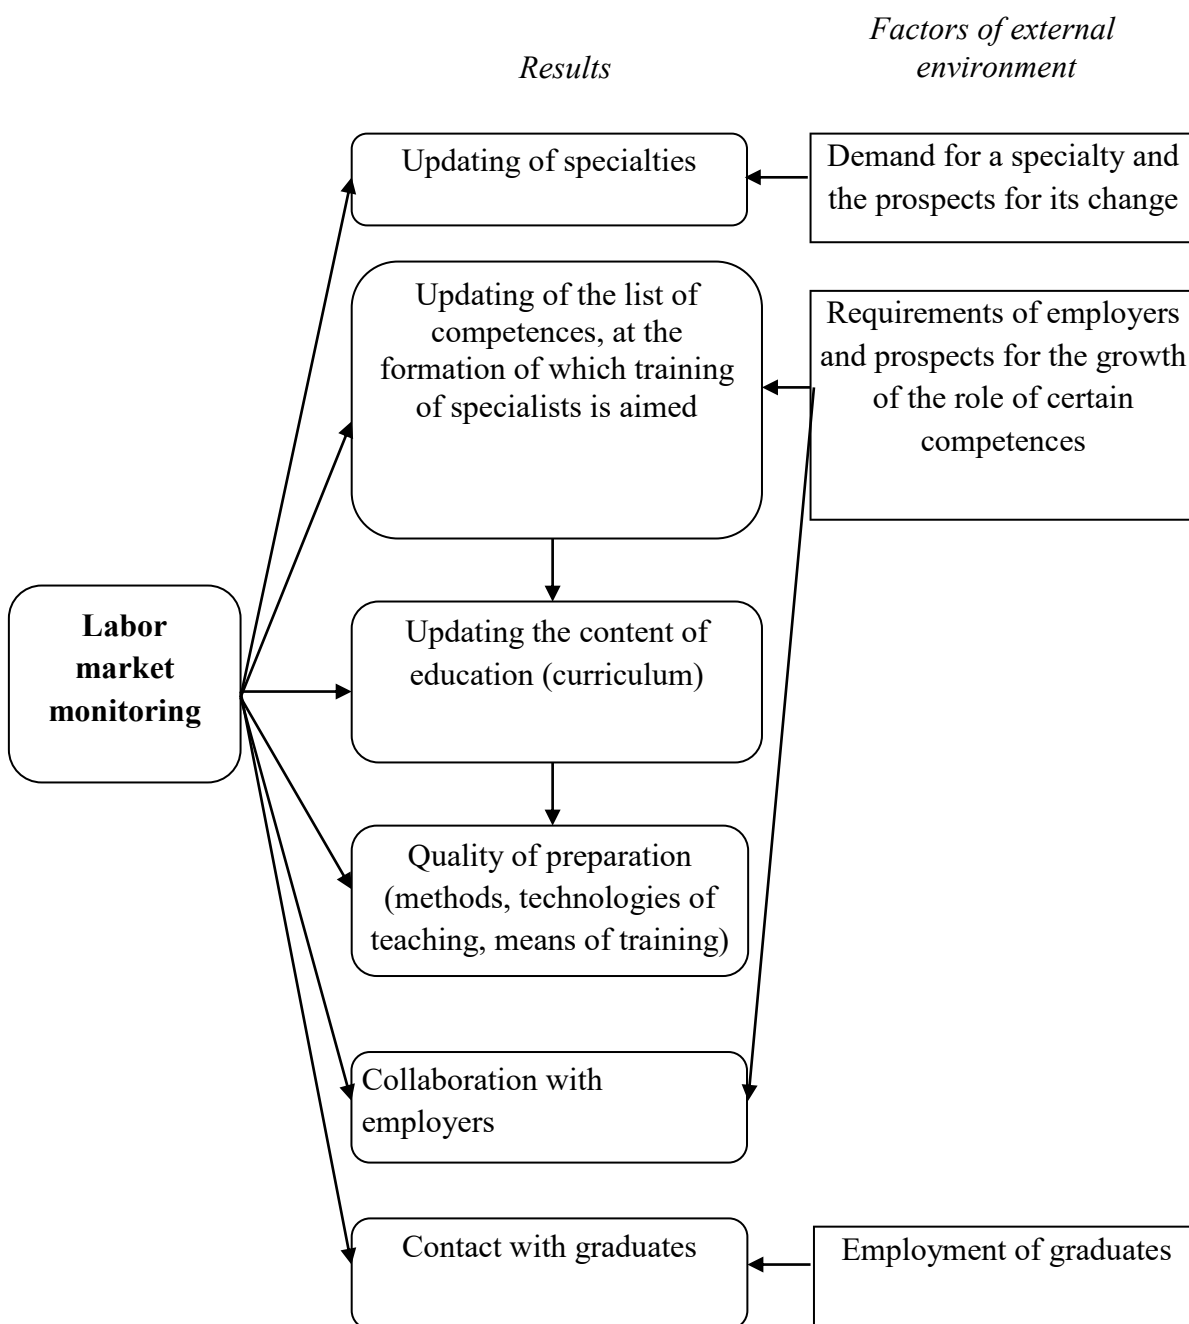 Factors of external
environment
Results
Updating of specialties
Demand for a specialty and
the prospects for its change
Updating of the list of
competences, at the
formation of which training
of specialists is aimed
Requirements of employers
and prospects for the growth
of the role of certain
competences
Labor
market
monitoring
Updating the content of
education (curriculum)
Quality of preparation
(methods, technologies of
teaching, means of training)
Collaboration with
employers
Contact with graduates
Employment of graduates